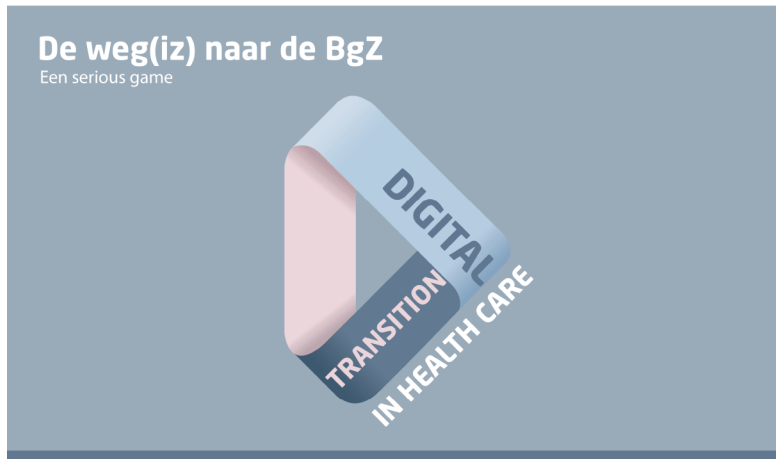 De weg(iz) naar de BgZ
Een serious game
DIGITAL
TRANSITION
IN HEALTH CARE